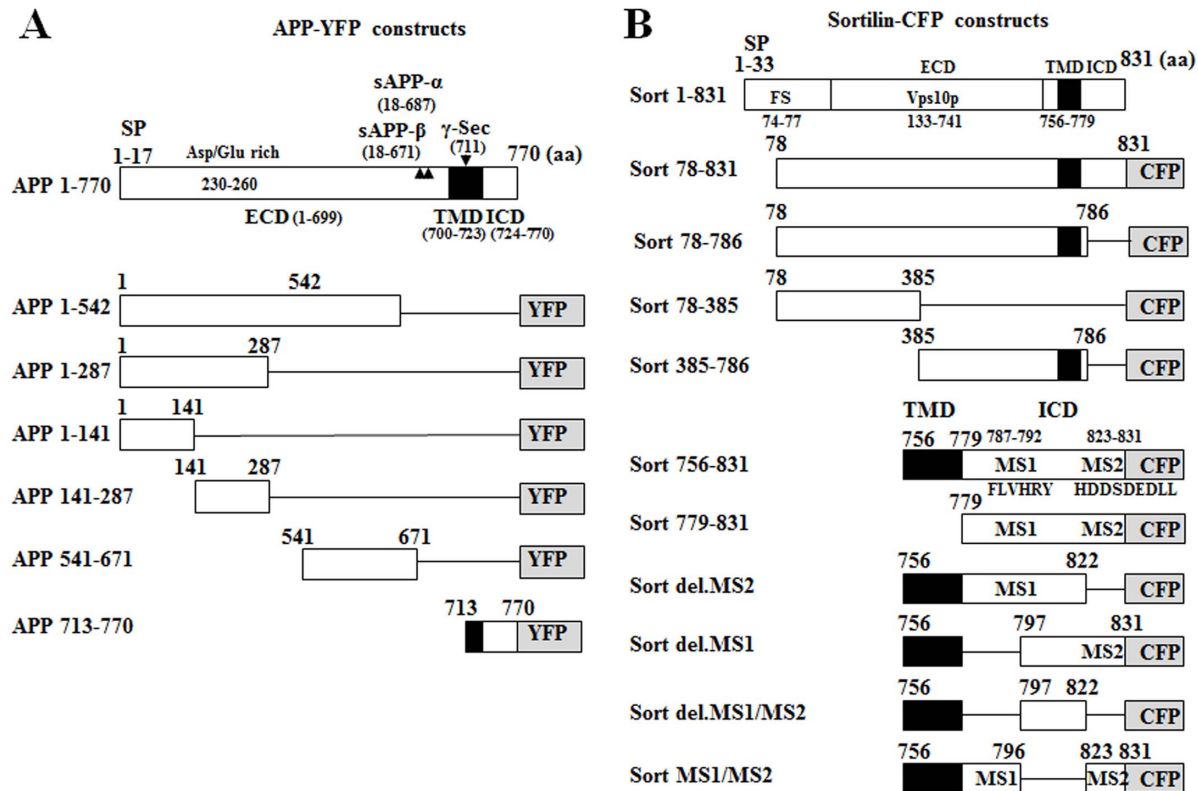 A
APP-YFP constructs
sAPP-α
(18-687)
SP
sAPP-β
γ-Sec
1-17
Asp/Glu rich
(18-671)
(711)
770 (aa)
APP 1-770
230-260
ECD (1-699)
TMD ICD
(700-723) (724-770)
1
542
APP 1-542
YFP
1
287
APP 1-287
YFP
1
141
APP 1-141
YFP
141
287
APP 141-287
YFP
541
671
APP 541-671
YFP
713
770
APP 713-770
YFP
B
Sortilin-CFP constructs
SP
1-33
ECD
TMD ICD
831 (aa)
Sort 1-831
FS
Vps10p
74-77
133-741
756-779
78
831
Sort 78-831
CFP
78
786
Sort 78-786
CFP
78
385
Sort 78-385
CFP
385
786
Sort 385-786
CFP
TMD
ICD
756 779 787-792 823-831
Sort 756-831
MS1
MS2
CFP
FLVHRY
HDDSDEDLL
779
Sort 779-831
MS1
MS2
CFP
756
822
Sort del.MS2
MS1
CFP
756
797
831
Sort del.MS1
MS2
CFP
756
797 822
Sort del.MS1/MS2
CFP
756
796
823 831
Sort MS1/MS2
MS1
MS2
CFP